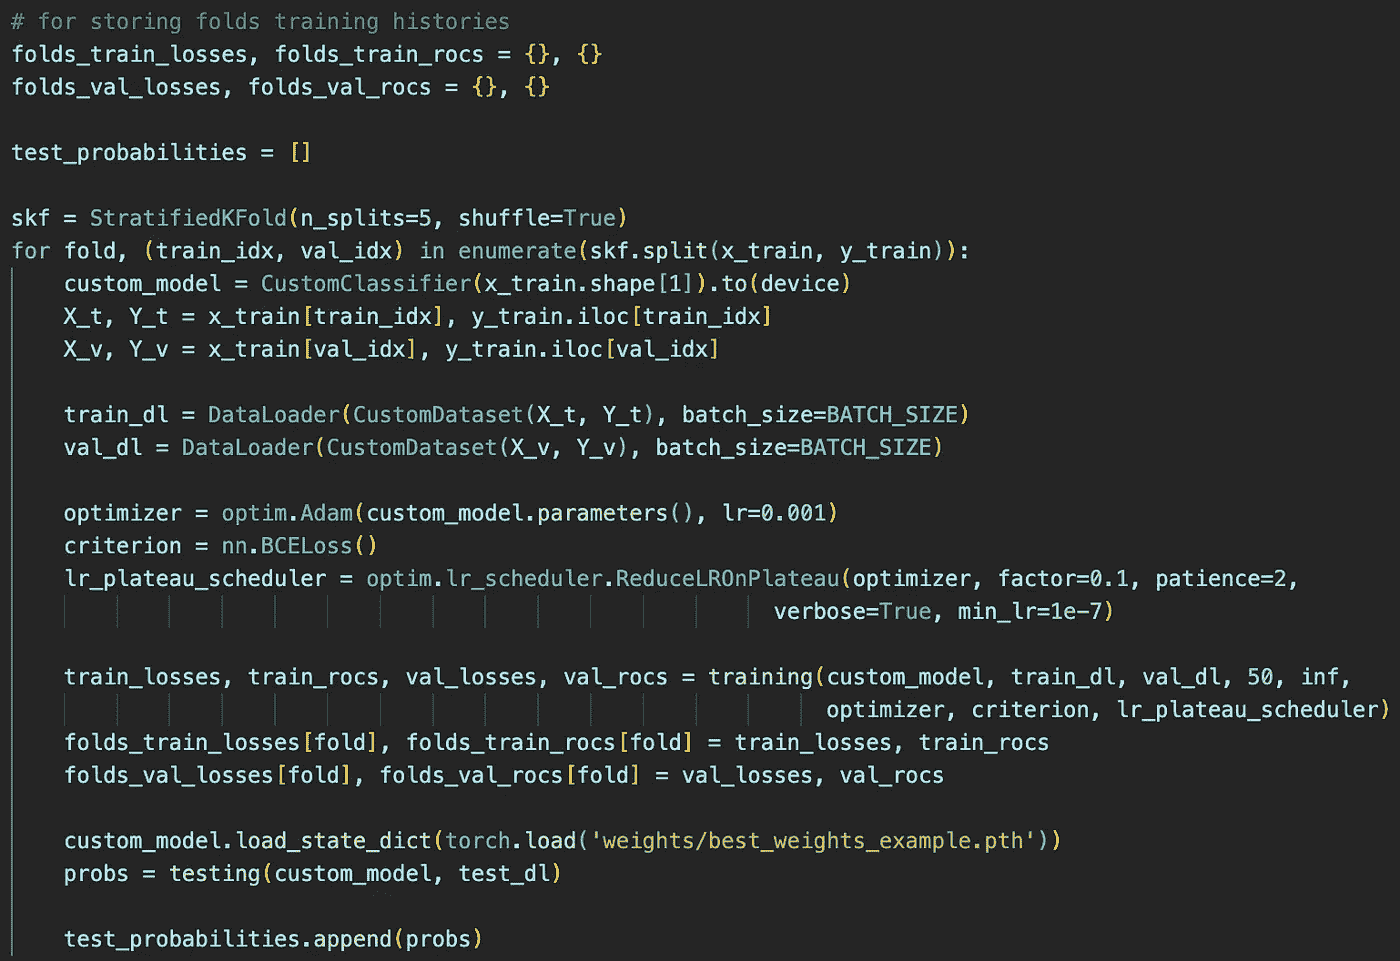 # for storing folds training histories
folds_train_losses, folds_train_rocs = {}, {}
folds_val_losses, folds_val_rocs = {}, {}

test_probabilities = []

skf = StratifiedKFold(n_splits=5, shuffle=True)
for fold, (train_idx, val_idx) in enumerate(skf.split(x_train, y_train)):
    custom_model = CustomClassifier(x_train.shape[1]).to(device)
    X_t, Y_t = x_train[train_idx], y_train.iloc[train_idx]
    X_v, Y_v = x_train[val_idx], y_train.iloc[val_idx]

    train_dl = DataLoader(CustomDataset(X_t, Y_t), batch_size=BATCH_SIZE)
    val_dl = DataLoader(CustomDataset(X_v, Y_v), batch_size=BATCH_SIZE)

    optimizer = optim.Adam(custom_model.parameters(), lr=0.001)
    criterion = nn.BCELoss()
    lr_plateau_scheduler = optim.lr_scheduler.ReduceLROnPlateau(optimizer, factor=0.1, patience=2,
                                                          verbose=True, min_lr=1e-7)

    train_losses, train_rocs, val_losses, val_rocs = training(custom_model, train_dl, val_dl, 50, inf,
                                                              optimizer, criterion, lr_plateau_scheduler)
    folds_train_losses[fold], folds_train_rocs[fold] = train_losses, train_rocs
    folds_val_losses[fold], folds_val_rocs[fold] = val_losses, val_rocs

    custom_model.load_state_dict(torch.load('weights/best_weights_example.pth'))
    probs = testing(custom_model, test_dl)

    test_probabilities.append(probs)